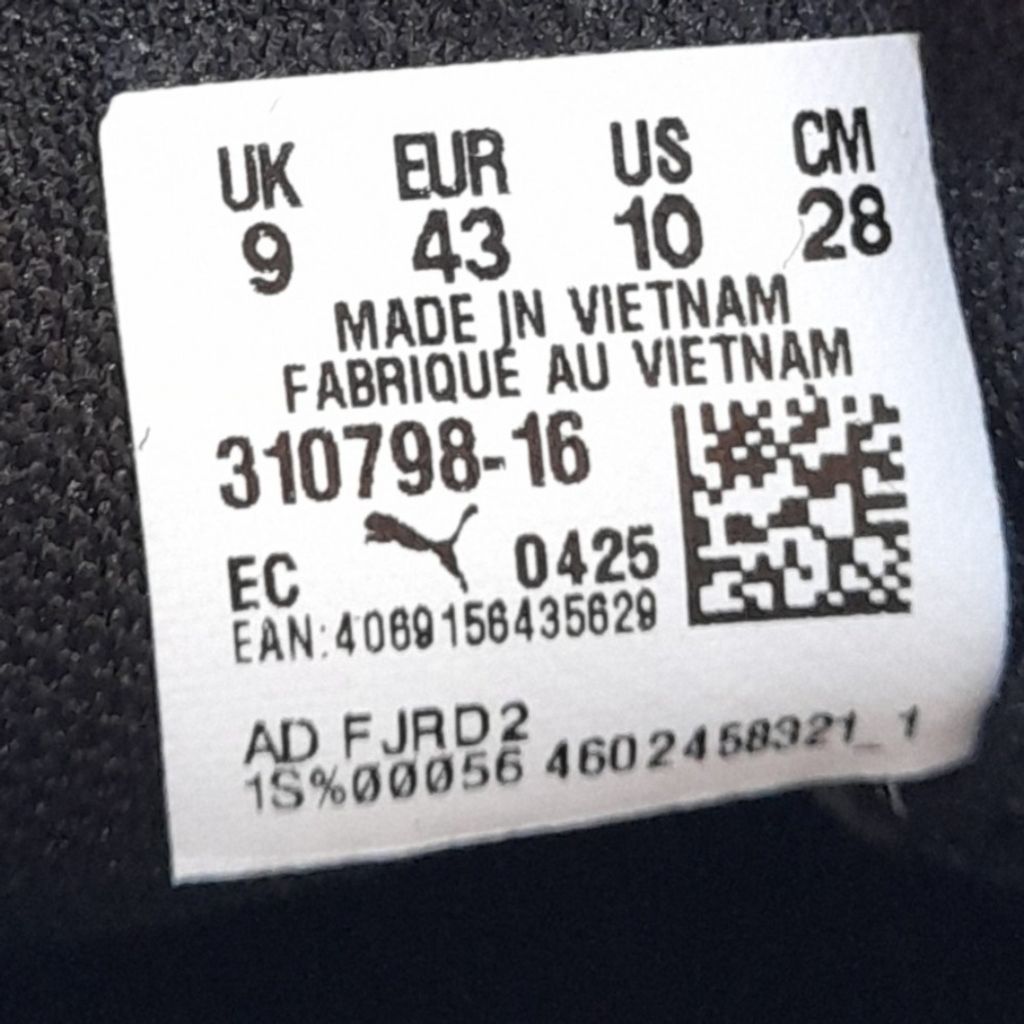 UK EUR US CM
9 43 10 28
MADE IN VIETNAM
FABRIQUÉ AU VIETNAM
310798-16
EC 0425
EAN:4069156435629
AD FJRD2
1S%00056 4602458321_1